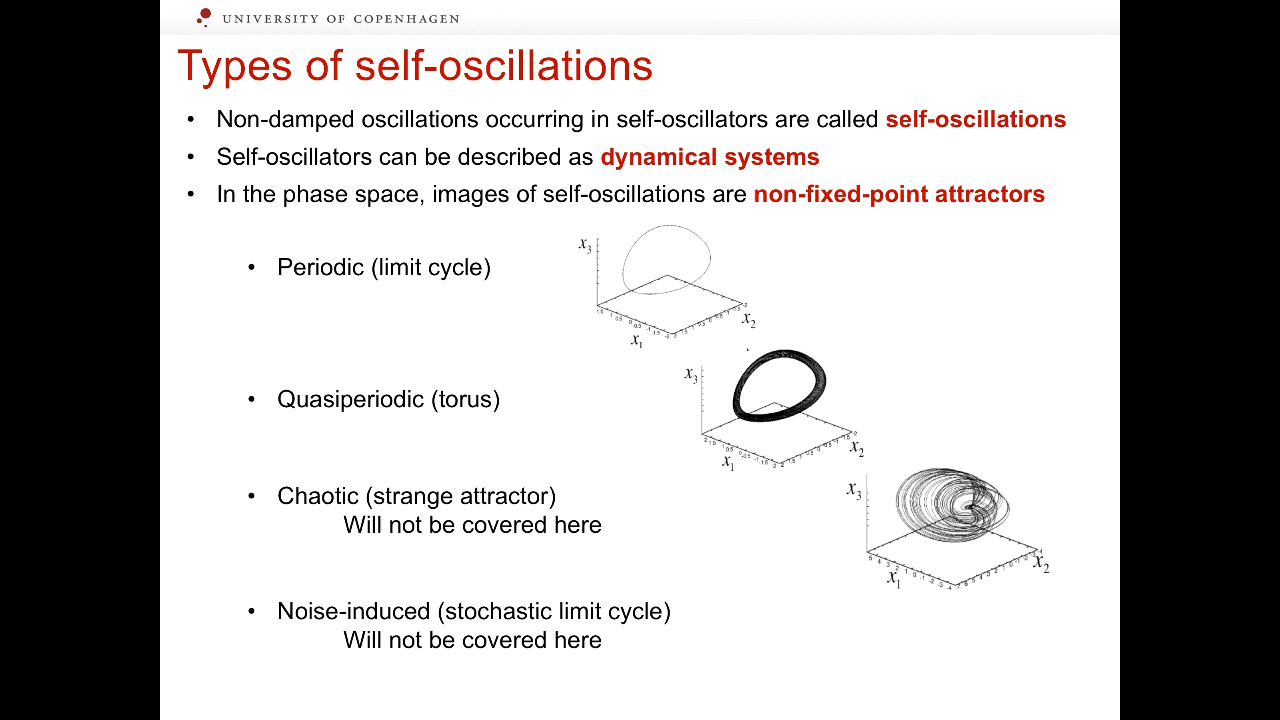 UNIVERSITY OF COPENHAGEN
Types of self-oscillations
• Non-damped oscillations occurring in self-oscillators are called self-oscillations
• Self-oscillators can be described as dynamical systems
• In the phase space, images of self-oscillations are non-fixed-point attractors
• Periodic (limit cycle)
x3
x2
x1
• Quasiperiodic (torus)
x3
x2
x1
• Chaotic (strange attractor)
Will not be covered here
x3
x2
x1
• Noise-induced (stochastic limit cycle)
Will not be covered here